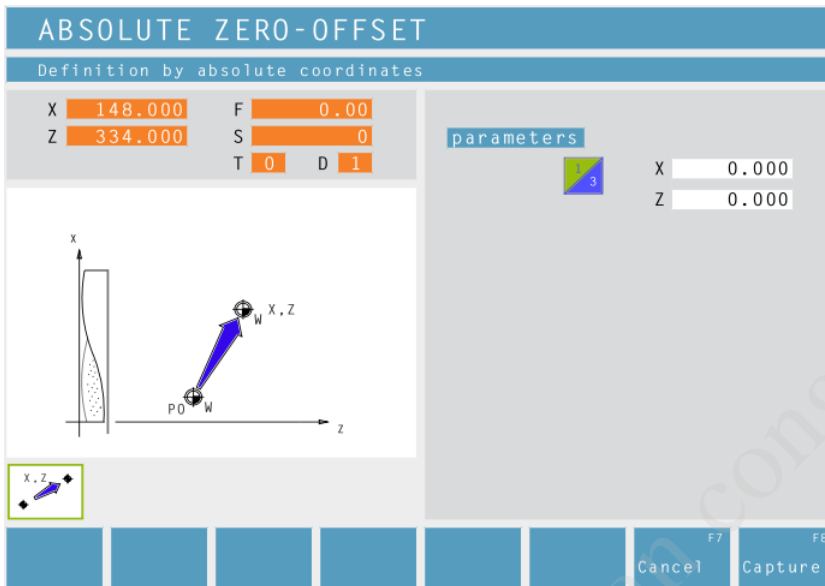 ABSOLUTE ZERO-OFFSET
Definition by absolute coordinates
X 148.000 F 0.00
Z 334.000 S 0
T 0 D 1
parameters
1 3 X 0.000
Z 0.000
X
W X,Z
PO W
Z
X,Z
F7 F8
Cancel Capture